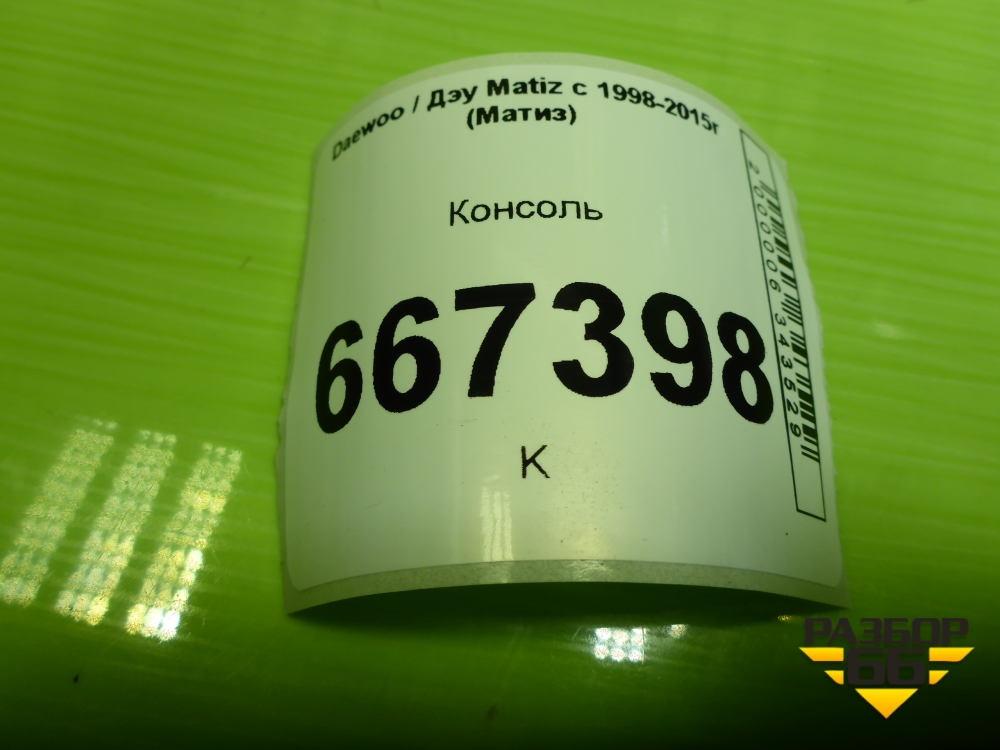 Daewoo / Дэу Matiz с 1998-2015г
(Матиз)
Консоль
667398
К
2000006343529
РАЗБОР
66